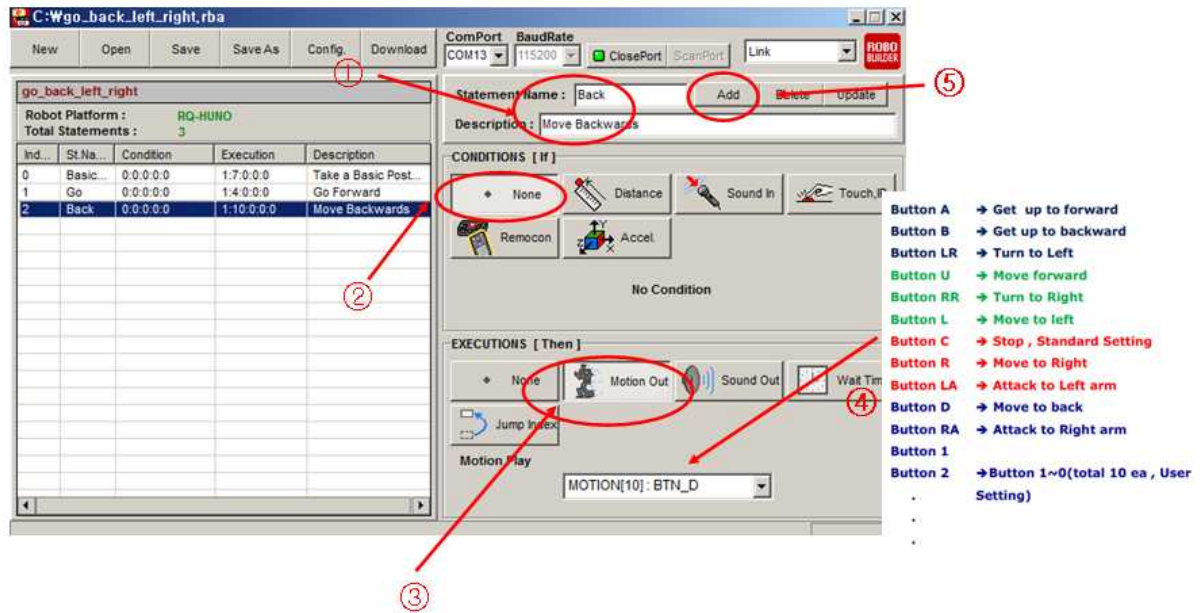 C:₩go_back_left_right,rba
New Open Save Save As Config. Download
ComPort BaudRate
COM13 115200 ClosePort ScanPort Link
ROBO
BUILDER
①
go_back_left_right
Robot Platform : RQ-HUNO
Total Statements : 3
Ind... St.Na... Condition Execution Description
0 Basic... 0:0:0:0:0 1:7:0:0:0 Take a Basic Post...
1 Go 0:0:0:0:0 1:4:0:0:0 Go Forward
2 Back 0:0:0:0:0 1:10:0:0:0 Move Backwards
Statement Name : Back Add Delete Update
⑤
Description : Move Backwards
CONDITIONS [ If ]
None Distance Sound In Touch,
Remocon Accel.
②
No Condition
EXECUTIONS [ Then ]
None Motion Out Sound Out Wait Tim
④
Jump Index
Motion Play
MOTION[10] : BTN_D
③
Button A → Get up to forward
Button B → Get up to backward
Button LR → Turn to Left
Button U → Move forward
Button RR → Turn to Right
Button L → Move to left
Button C → Stop , Standard Setting
Button R → Move to Right
Button LA → Attack to Left arm
Button D → Move to back
Button RA → Attack to Right arm
Button 1
Button 2 →Button 1~0(total 10 ea , User
Setting)
.
.
.